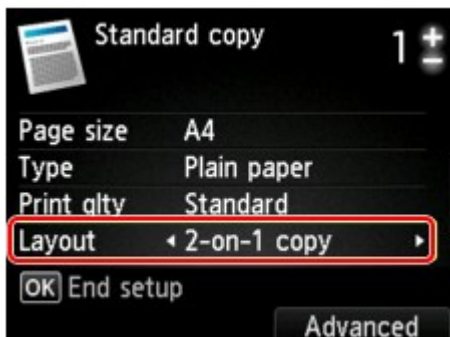 Standard copy 1
Page size A4
Type Plain paper
Print qlty Standard
Layout 2-on-1 copy
OK End setup
Advanced